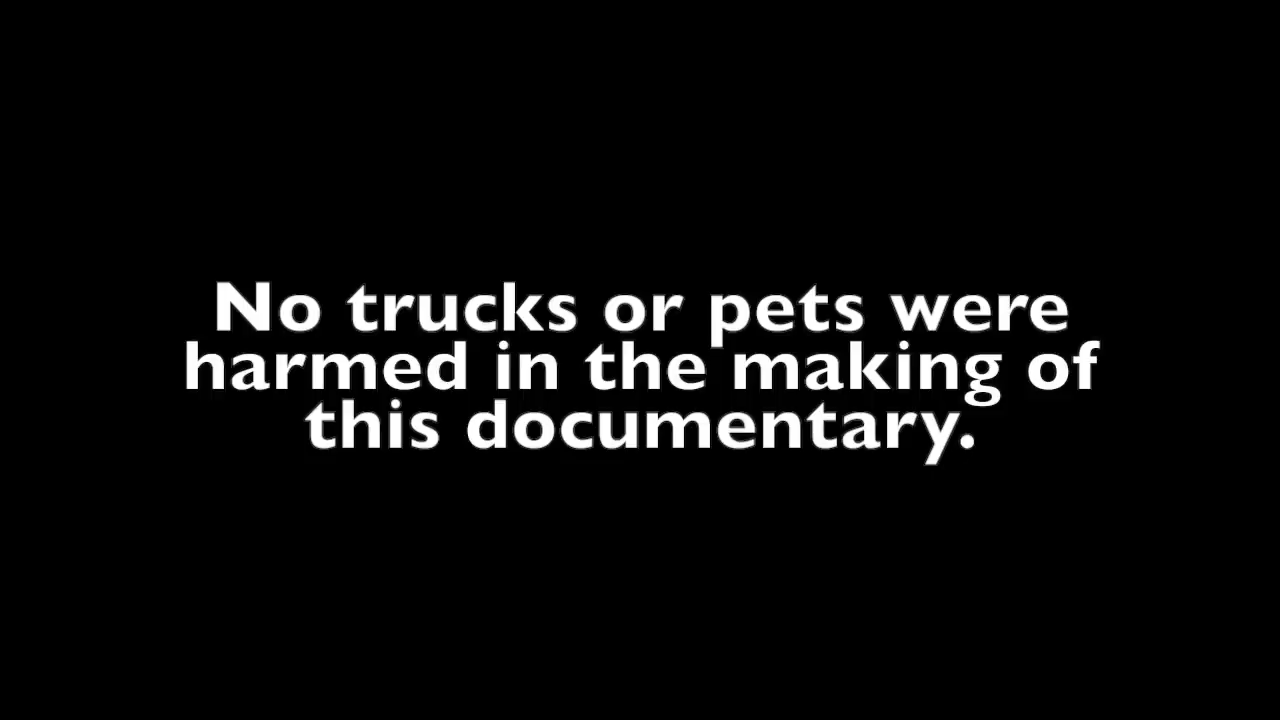 No trucks or pets were
harmed in the making of
this documentary.